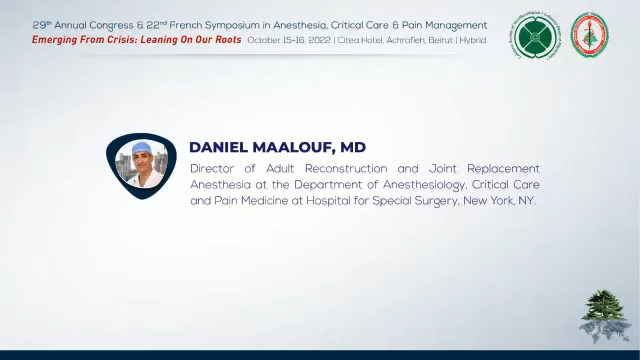 29th Annual Congress & 22nd French Symposium in Anesthesia, Critical Care & Pain Management
Emerging From Crisis: Leaning On Our Roots October 15-16, 2022 | Citea Hotel, Achrafieh, Beirut | Hybrid
DANIEL MAALOUF, MD
Director of Adult Reconstruction and Joint Replacement
Anesthesia at the Department of Anesthesiology, Critical Care
and Pain Medicine at Hospital for Special Surgery, New York, NY.